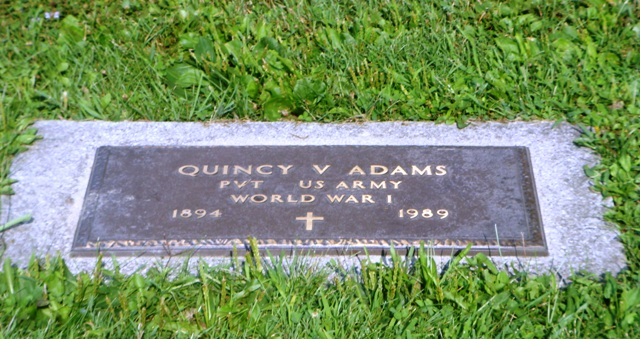 QUINCY V ADAMS
PVT US ARMY
WORLD WAR I
1894 1989